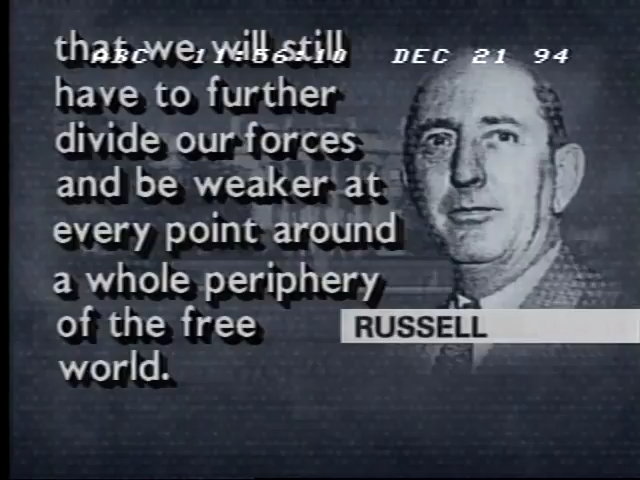 that we will still
ABC 11:56:10 DEC 21 94
have to further
divide our forces
and be weaker at
every point around
a whole periphery
of the free
world.
RUSSELL